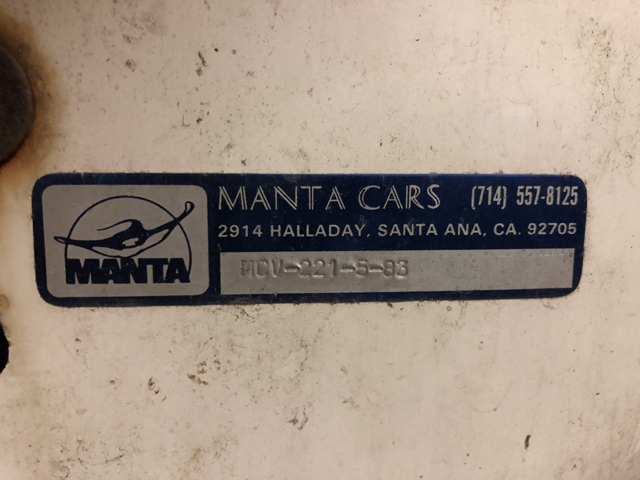 MANTA CARS (714) 557-8125
2914 HALLADAY, SANTA ANA, CA. 92705
MANTA
MCV-221-5-83